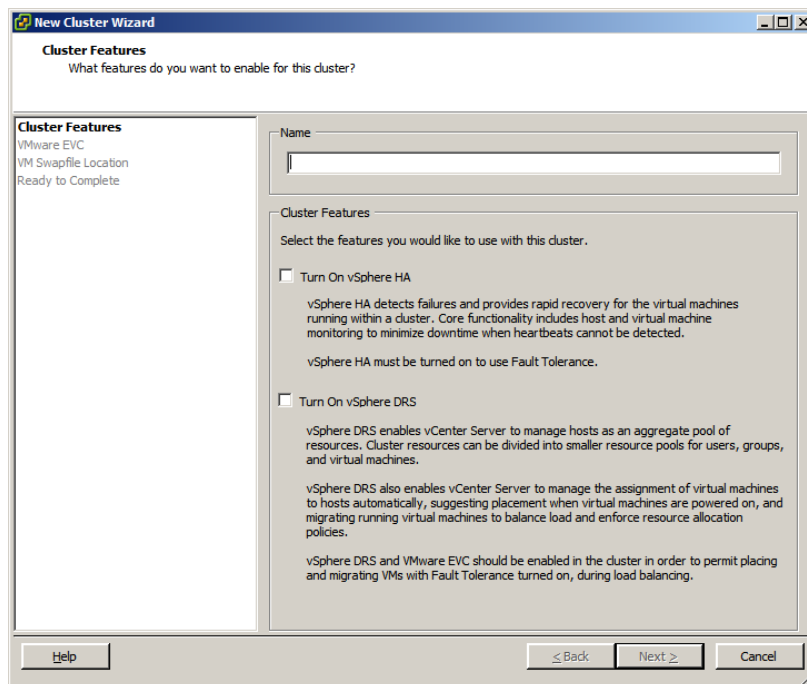 New Cluster Wizard
Cluster Features
What features do you want to enable for this cluster?
Cluster Features
VMware EVC
VM Swapfile Location
Ready to Complete
Name
Cluster Features
Select the features you would like to use with this cluster.
Turn On vSphere HA
vSphere HA detects failures and provides rapid recovery for the virtual machines
running within a cluster. Core functionality includes host and virtual machine
monitoring to minimize downtime when heartbeats cannot be detected.
vSphere HA must be turned on to use Fault Tolerance.
Turn On vSphere DRS
vSphere DRS enables vCenter Server to manage hosts as an aggregate pool of
resources. Cluster resources can be divided into smaller resource pools for users, groups,
and virtual machines.
vSphere DRS also enables vCenter Server to manage the assignment of virtual machines
to hosts automatically, suggesting placement when virtual machines are powered on, and
migrating running virtual machines to balance load and enforce resource allocation
policies.
vSphere DRS and VMware EVC should be enabled in the cluster in order to permit placing
and migrating VMs with Fault Tolerance turned on, during load balancing.
Help
< Back
Next >
Cancel